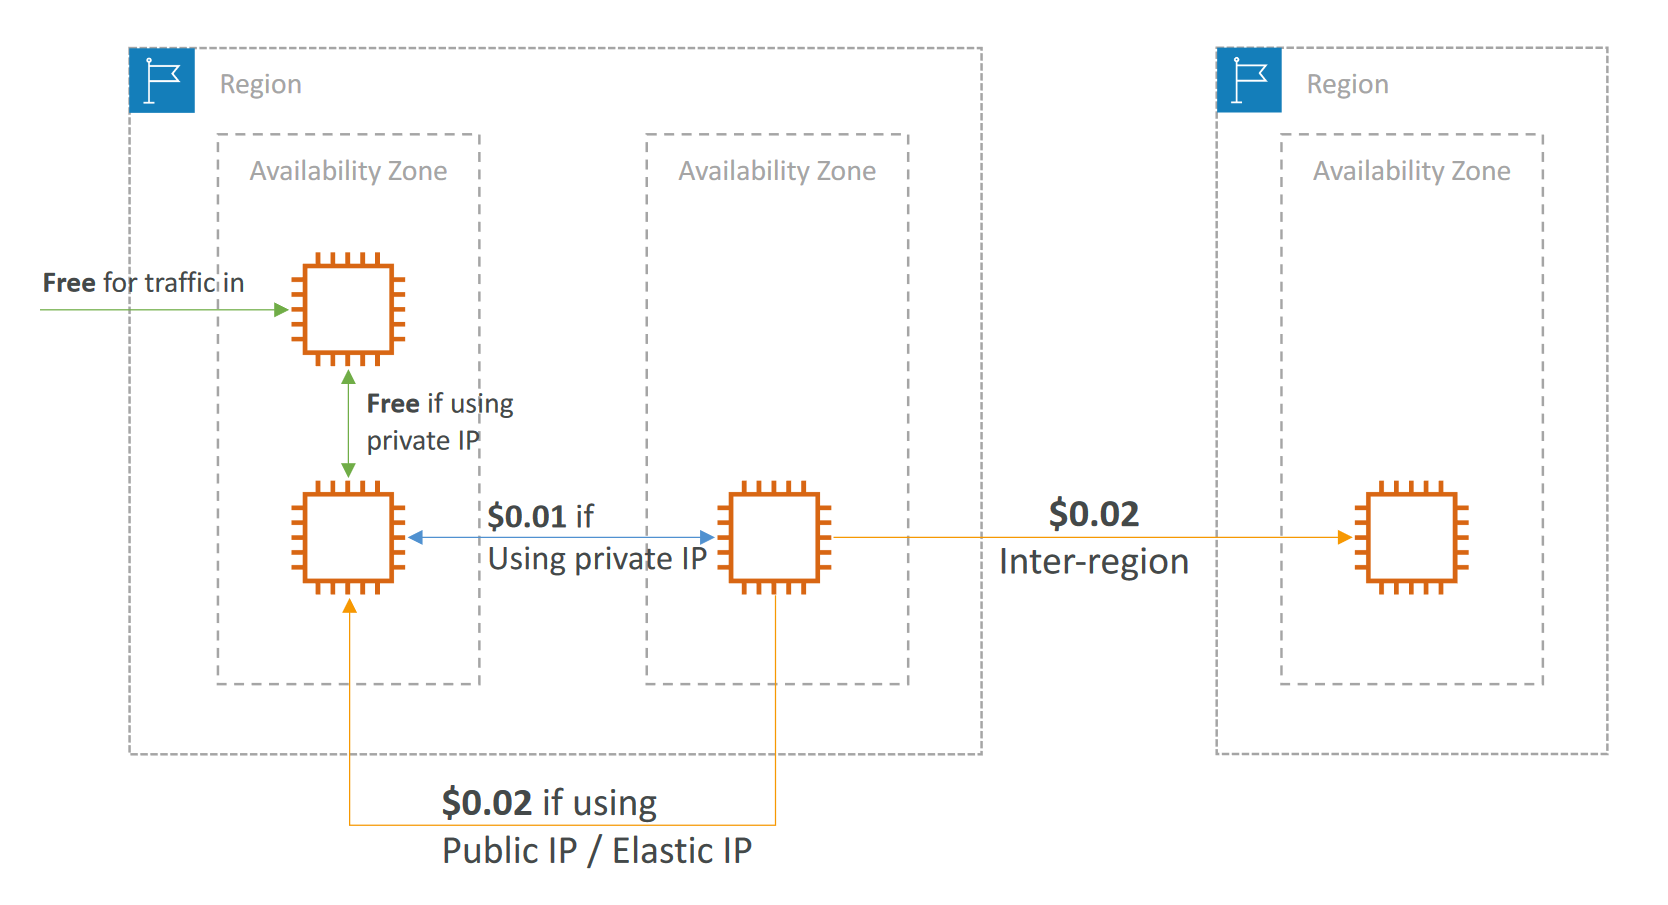 Region
Region
Availability Zone
Availability Zone
Availability Zone
Free for traffic in
Free if using
private IP
$0.01 if
Using private IP
$0.02
Inter-region
$0.02 if using
Public IP / Elastic IP